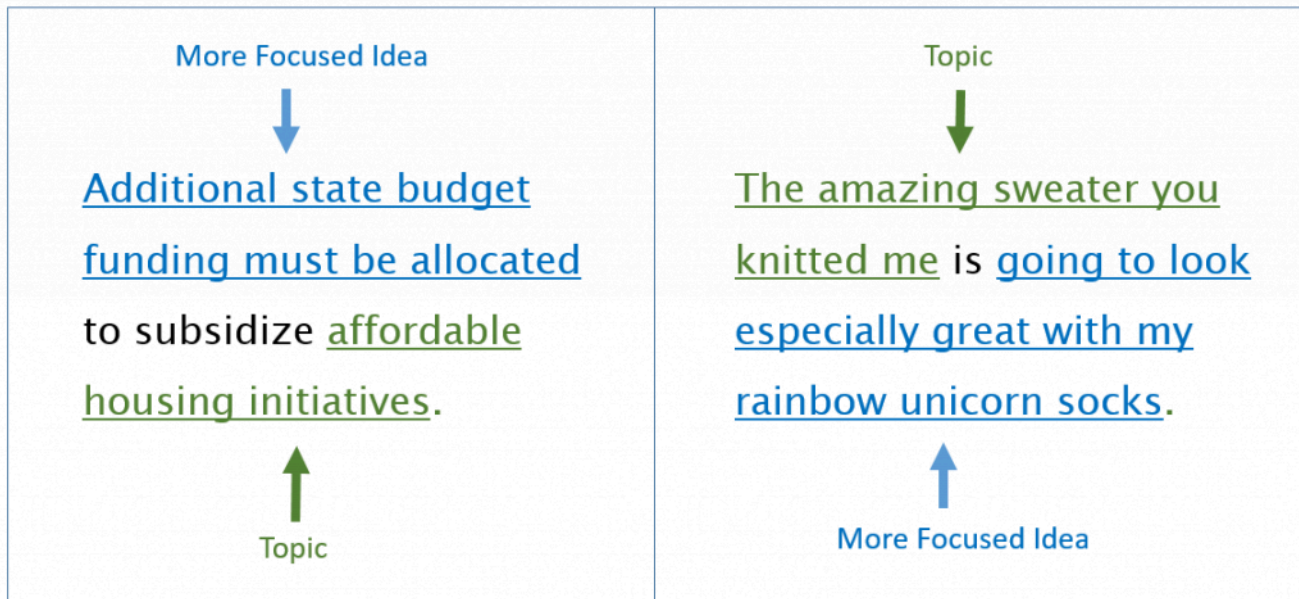 More Focused Idea
Additional state budget
funding must be allocated
to subsidize affordable
housing initiatives.
Topic
Topic
The amazing sweater you
knitted me is going to look
especially great with my
rainbow unicorn socks.
More Focused Idea